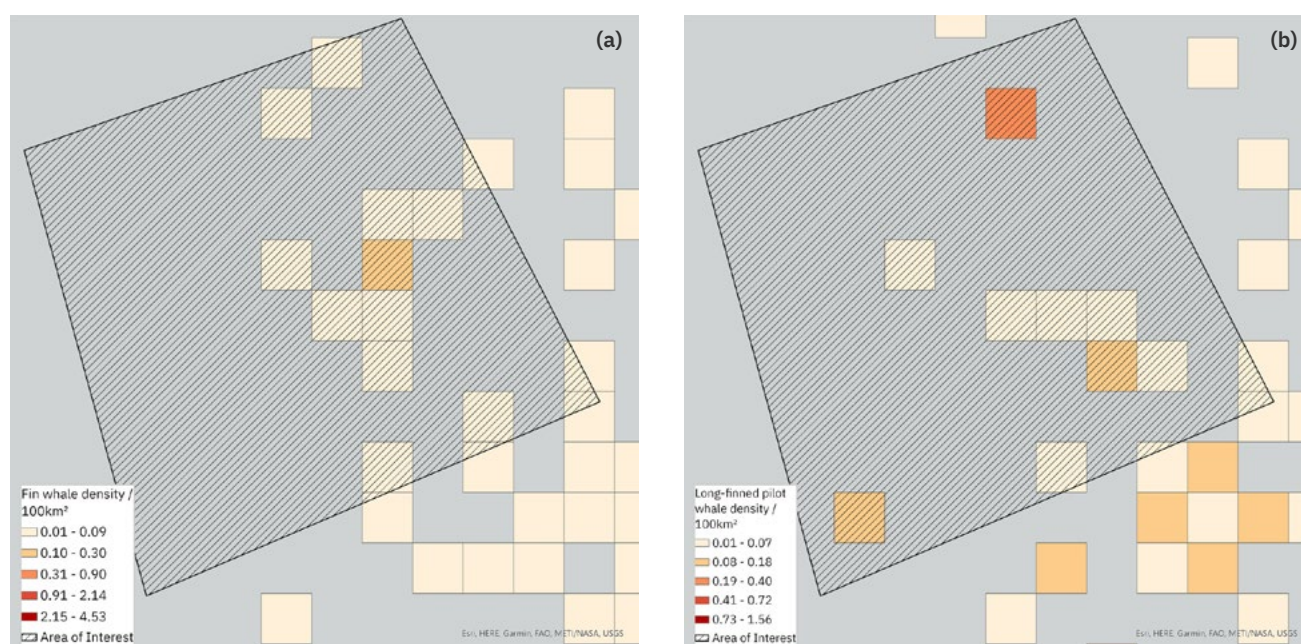 (a)
Fin whale density /
100km²
0.01 - 0.09
0.10 - 0.30
0.31 - 0.90
0.91 - 2.14
2.15 - 4.53
Area of Interest
Esri, HERE, Garmin, FAO, METI/NASA, USGS
(b)
Long-finned pilot
whale density /
100km²
0.01 - 0.07
0.08 - 0.18
0.19 - 0.40
0.41 - 0.72
0.73 - 1.56
Area of Interest
Esri, HERE, Garmin, FAO, METI/NASA, USGS